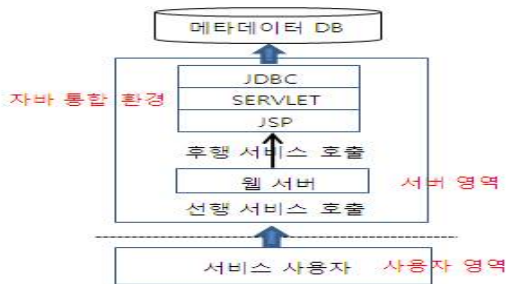 메타데이터 DB
JDBC
자바 통합 환경
SERVLET
JSP
후행 서비스 호출
웹 서버
서버 영역
선행 서비스 호출
서비스 사용자
사용자 영역